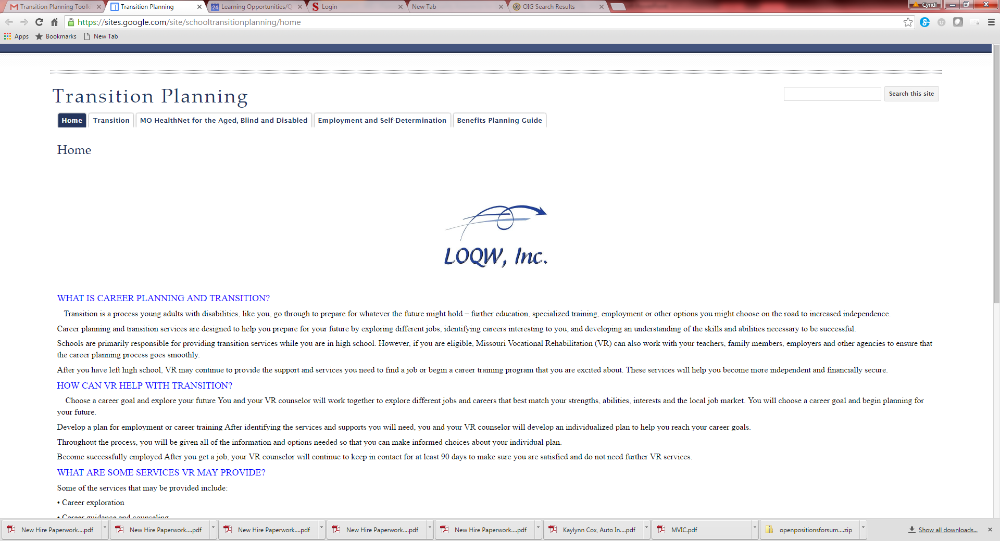 Transition Planning Toolk
Transition Planning
24 Learning Opportunities/Q
S Login
New Tab
OIG Search Results
Cyndi
https://sites.google.com/site/schooltransitionplanning/home
Apps
Bookmarks
New Tab
Transition Planning
Search this site
Home
Transition
MO HealthNet for the Aged, Blind and Disabled
Employment and Self-Determination
Benefits Planning Guide
Home
LOQW, Inc.
WHAT IS CAREER PLANNING AND TRANSITION?
Transition is a process young adults with disabilities, like you, go through to prepare for whatever the future might hold – further education, specialized training, employment or other options you might choose on the road to increased independence.
Career planning and transition services are designed to help you prepare for your future by exploring different jobs, identifying careers interesting to you, and developing an understanding of the skills and abilities necessary to be successful.
Schools are primarily responsible for providing transition services while you are in high school. However, if you are eligible, Missouri Vocational Rehabilitation (VR) can also work with your teachers, family members, employers and other agencies to ensure that
the career planning process goes smoothly.
After you have left high school, VR may continue to provide the support and services you need to find a job or begin a career training program that you are excited about. These services will help you become more independent and financially secure.
HOW CAN VR HELP WITH TRANSITION?
Choose a career goal and explore your future You and your VR counselor will work together to explore different jobs and careers that best match your strengths, abilities, interests and the local job market. You will choose a career goal and begin planning for
your future.
Develop a plan for employment or career training After identifying the services and supports you will need, you and your VR counselor will develop an individualized plan to help you reach your career goals.
Throughout the process, you will be given all of the information and options needed so that you can make informed choices about your individual plan.
Become successfully employed After you get a job, your VR counselor will continue to keep in contact for at least 90 days to make sure you are satisfied and do not need further VR services.
WHAT ARE SOME SERVICES VR MAY PROVIDE?
Some of the services that may be provided include:
• Career exploration
• Career guidance and counseling
New Hire Paperwork....pdf
New Hire Paperwork....pdf
New Hire Paperwork....pdf
New Hire Paperwork....pdf
New Hire Paperwork....pdf
Kaylynn Cox, Auto In....pdf
MVIC.pdf
openpositionsforsum....zip
Show all downloads...